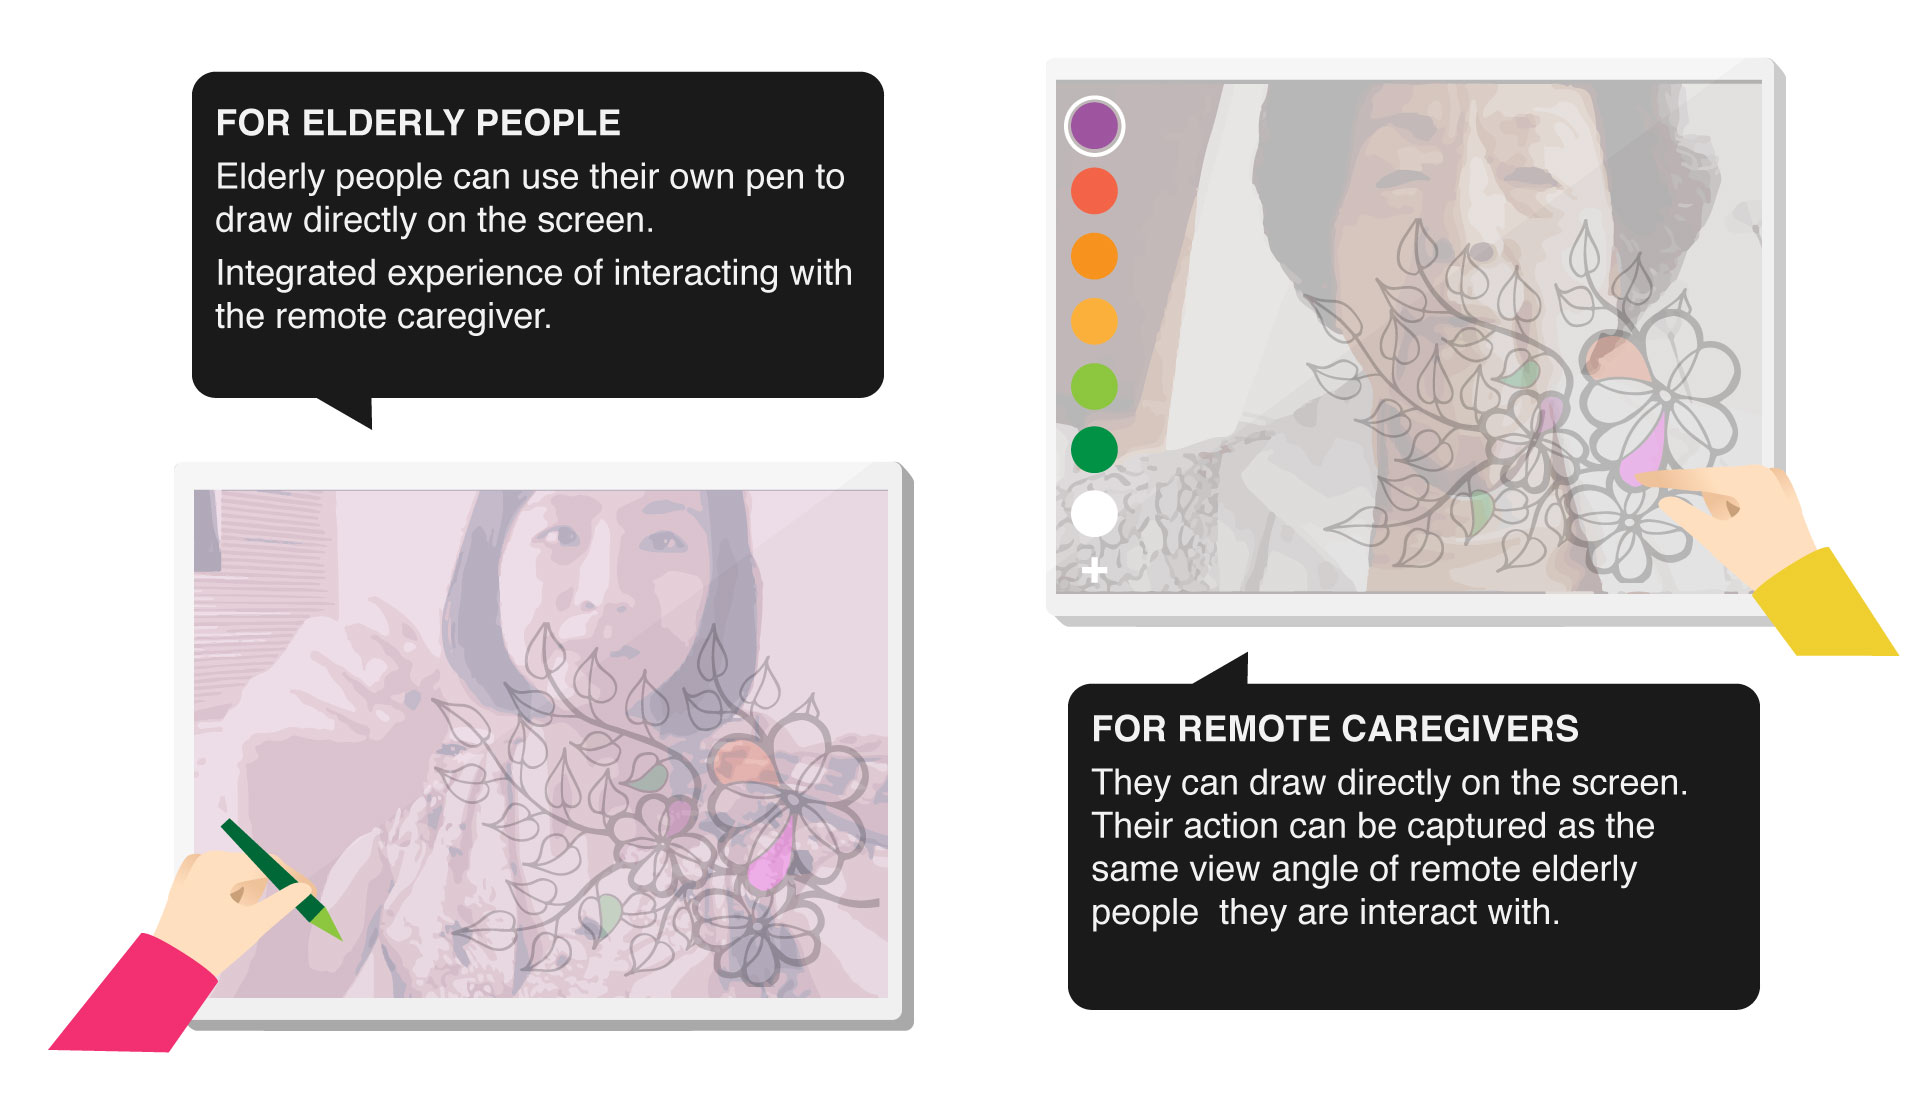 FOR ELDERLY PEOPLE
Elderly people can use their own pen to
draw directly on the screen.
Integrated experience of interacting with
the remote caregiver.
FOR REMOTE CAREGIVERS
They can draw directly on the screen.
Their action can be captured as the
same view angle of remote elderly
people  they are interact with.